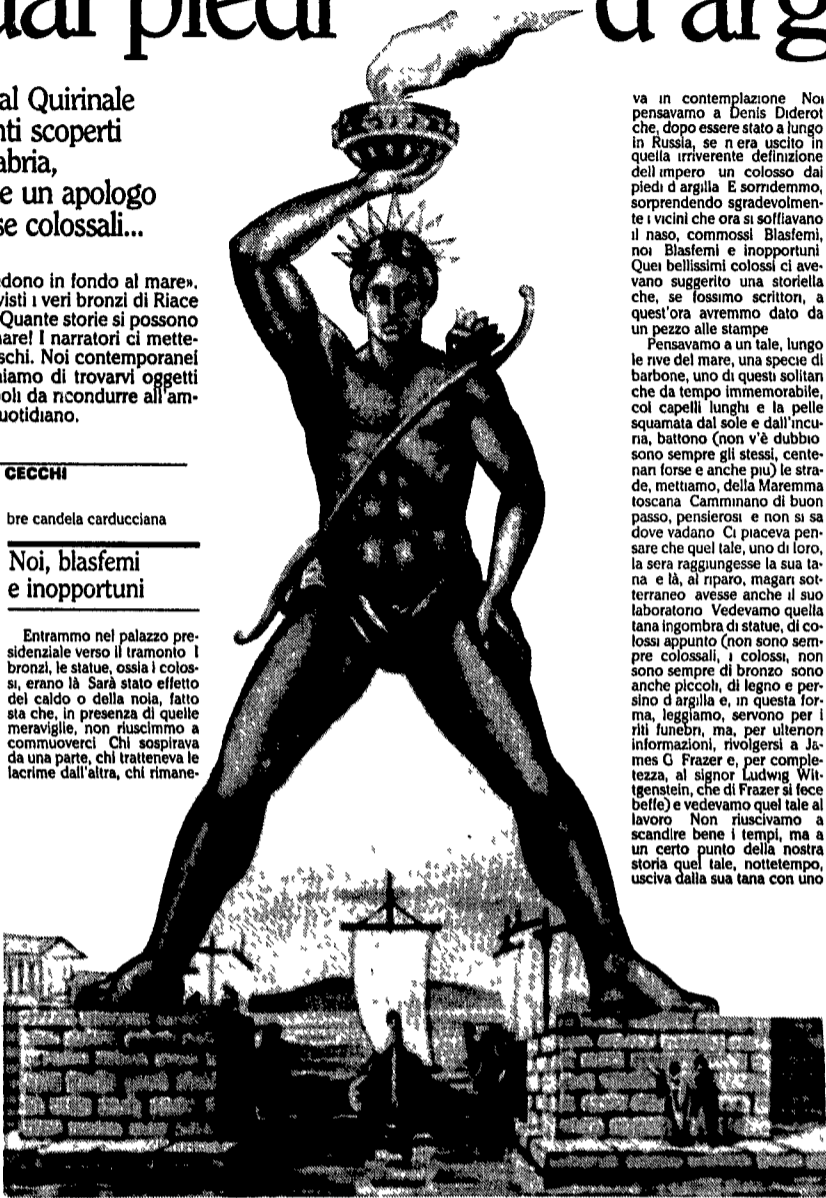 dai piedi d'arg
al Quirinale
nti scoperti
abria,
e un apologo
se colossali...
edono in fondo al mare».
visti i veri bronzi di Riace
Quante storie si possono
nare! I narratori ci mette-
schi. Noi contemporanei
niamo di trovarvi oggetti
oli da ricondurre all'am-
uotidiano.
CECCHI
bre candela carducciana
Noi, blasfemi
e inopportuni
Entrammo nel palazzo pre-
sidenziale verso il tramonto I
bronzi, le statue, ossia i colos-
si, erano là Sarà stato effetto
del caldo o della noia, fatto
sta che, in presenza di quelle
meraviglie, non riuscimmo a
commuoverci Chi sospirava
da una parte, chi tratteneva le
lacrime dall'altra, chi rimane-
va in contemplazione Noi
pensavamo a Denis Diderot
che, dopo essere stato a lungo
in Russia, se n era uscito in
quella irriverente definizione
dell impero un colosso dai
piedi d argilla E sorridemmo,
sorprendendo sgradevolmen-
te i vicini che ora si soffiavano
il naso, commossi Blasfemi,
noi Blasfemi e inopportuni
Quei bellissimi colossi ci ave-
vano suggerito una storiella
che, se fossimo scrittori, a
quest'ora avremmo dato da
un pezzo alle stampe
Pensavamo a un tale, lungo
le rive del mare, una specie di
barbone, uno di questi solitari
che da tempo immemorabile,
coi capelli lunghi e la pelle
squamata dal sole e dall'incu-
ria, battono (non v'è dubbio
sono sempre gli stessi, cente-
nari forse e anche più) le stra-
de, mettiamo, della Maremma
toscana Camminano di buon
passo, pensierosi e non si sa
dove vadano Ci piaceva pen-
sare che quel tale, uno di loro,
la sera raggiungesse la sua ta-
na e là, al riparo, magari sot-
terraneo avesse anche il suo
laboratorio Vedevamo quella
tana ingombra di statue, di co-
lossi appunto (non sono sem-
pre colossali, i colossi, non
sono sempre di bronzo sono
anche piccoli, di legno e per-
sino d argilla e, in questa for-
ma, leggiamo, servono per i
riti funebri, ma, per ulteriori
informazioni, rivolgersi a Ja-
mes G Frazer e, per comple-
tezza, al signor Ludwig Wit-
tgenstein, che di Frazer si fece
beffe) e vedevamo quel tale al
lavoro Non riuscivamo a
scandire bene i tempi, ma a
un certo punto della nostra
storia quel tale, nottetempo,
usciva dalla sua tana con uno